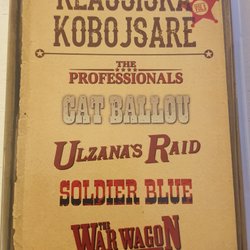 KLASSISKA
KOBOJSARE
THE
PROFESSIONALS
CAT BALLOU
ULZANA'S RAID
SOLDIER BLUE
THE
WAR WAGON